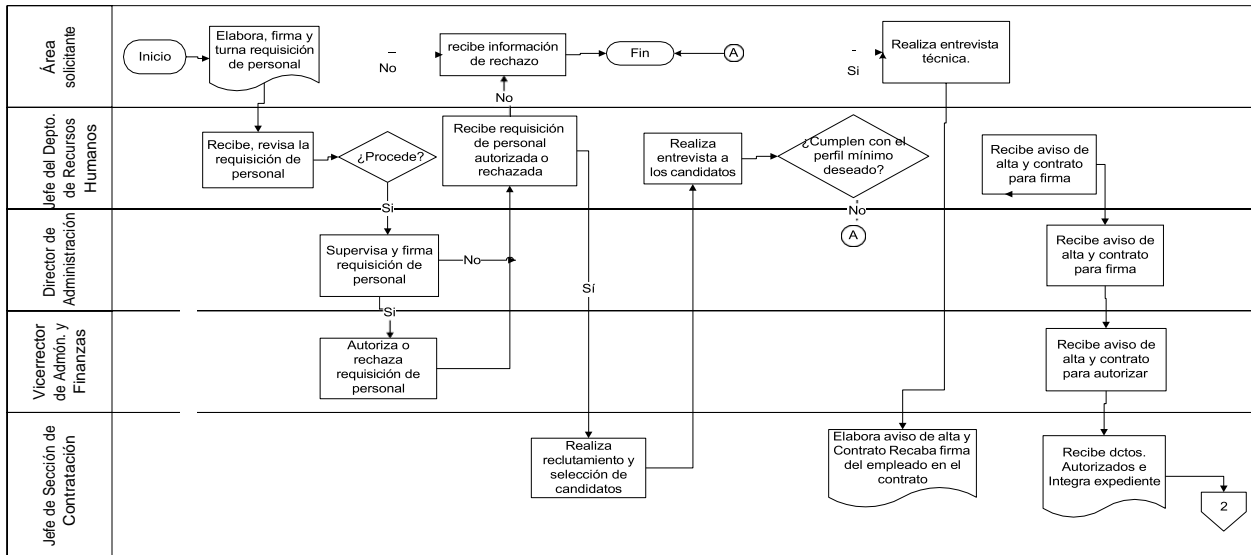 Área
solicitante
Inicio
Elabora, firma y
turna requisición
de personal
No
recibe información
de rechazo
Fin
A
Si
Realiza entrevista
técnica.
Jefe del Depto.
de Recursos
Humanos
Recibe, revisa la
requisición de
personal
¿Procede?
No
Recibe requisición
de personal
autorizada o
rechazada
Realiza
entrevista a
los candidatos
¿Cumplen con el
perfil mínimo
deseado?
Recibe aviso de
alta y contrato
para firma
Si
No
A
Director de
Administración
Supervisa y firma
requisición de
personal
No
Sí
Recibe aviso de
alta y contrato
para firma
Si
Vicerrector
de Admón. y
Finanzas
Autoriza o
rechaza
requisición de
personal
Recibe aviso de
alta y contrato
para autorizar
Jefe de Sección de
Contratación
Realiza
reclutamiento y
selección de
candidatos
Elabora aviso de alta y
Contrato Recaba firma
del empleado en el
contrato
Recibe dctos.
Autorizados e
Integra expediente
2